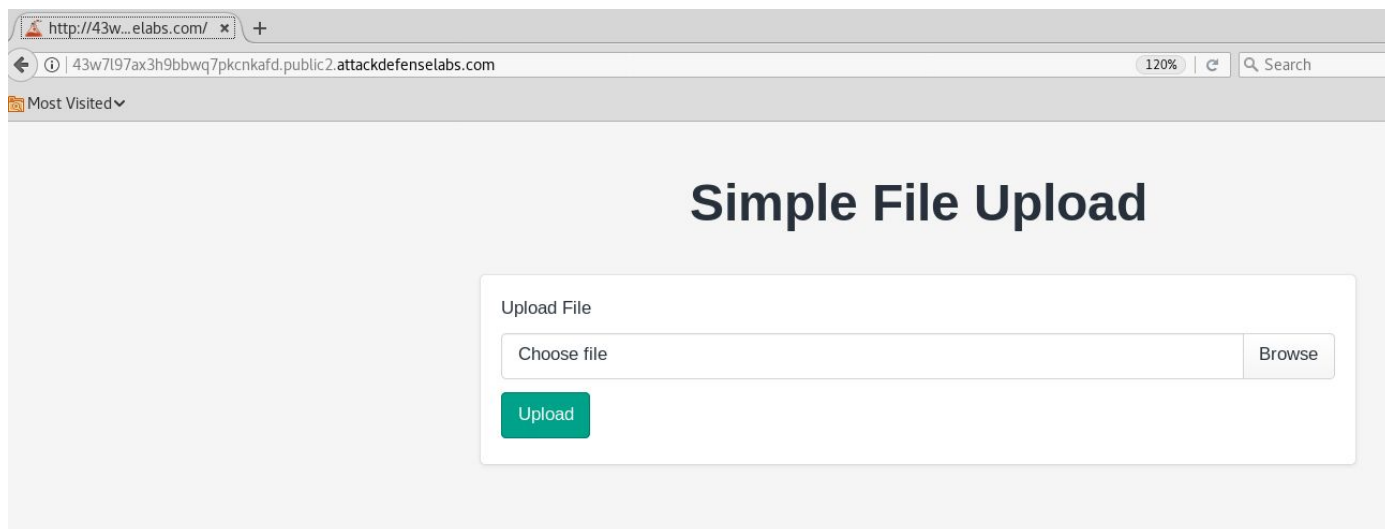 http://43w...elabs.com/
43w7l97ax3h9bbwq7pkcnkafd.public2.attackdefenselabs.com
120%
Search
Most Visited
Simple File Upload
Upload File
Choose file
Browse
Upload